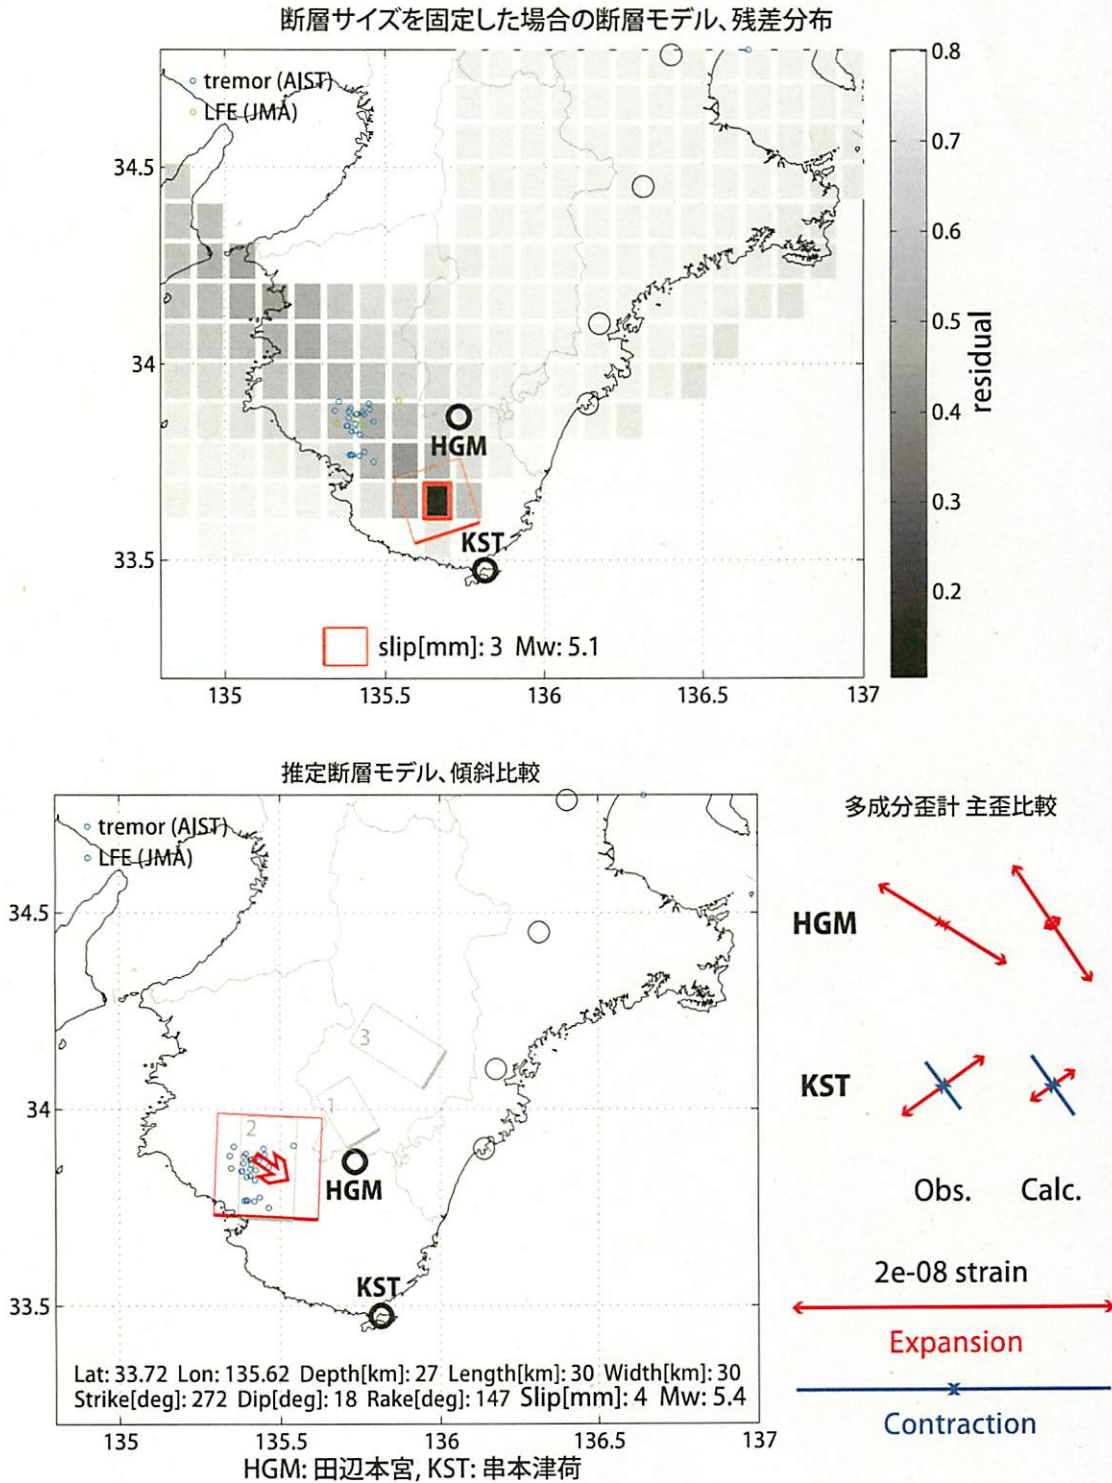 断層サイズを固定した場合の断層モデル、残差分布
tremor (AIST)
LFE (JMA)
34.5
34
33.5
HGM
KST
slip[mm]: 3 Mw: 5.1
135
135.5
136
136.5
137
0.8
0.7
0.6
0.5
0.4
0.3
0.2
residual
推定断層モデル、傾斜比較
tremor (AIST)
LFE (JMA)
34.5
34
33.5
3
1
2
HGM
KST
Lat: 33.72 Lon: 135.62 Depth[km]: 27 Length[km]: 30 Width[km]: 30
Strike[deg]: 272 Dip[deg]: 18 Rake[deg]: 147 Slip[mm]: 4 Mw: 5.4
135
135.5
136
136.5
137
HGM: 田辺本宮, KST: 串本津荷
多成分歪計 主歪比較
HGM
KST
Obs. Calc.
2e-08 strain
Expansion
Contraction